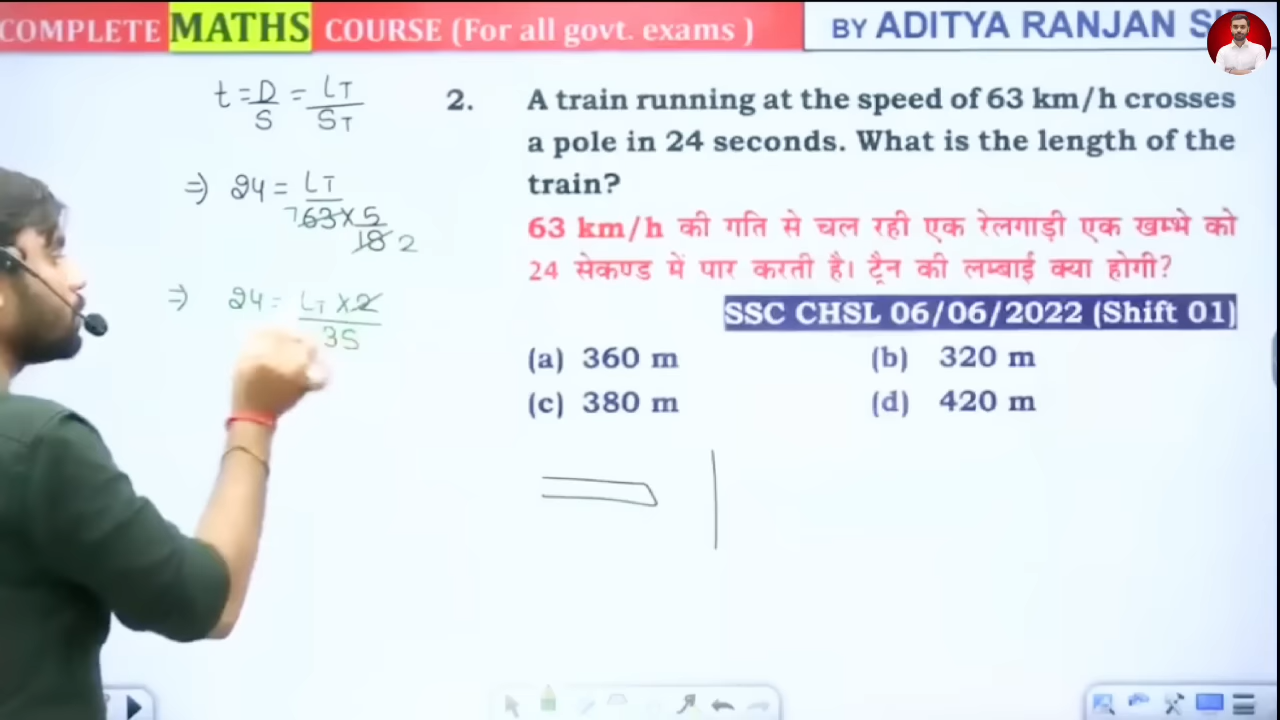 COMPLETE MATHS COURSE (For all govt. exams )
BY ADITYA RANJAN
t = D/S = LT/ST
⇒ 24 = LT/763×5/18 2
⇒ 24 = LT×2/35
2. A train running at the speed of 63 km/h crosses
a pole in 24 seconds. What is the length of the
train?
63 km/h की गति से चल रही एक रेलगाड़ी एक खम्भे को
24 सेकण्ड में पार करती है। ट्रैन की लम्बाई क्या होगी?
SSC CHSL 06/06/2022 (Shift 01)
(a) 360 m (b) 320 m
(c) 380 m (d) 420 m